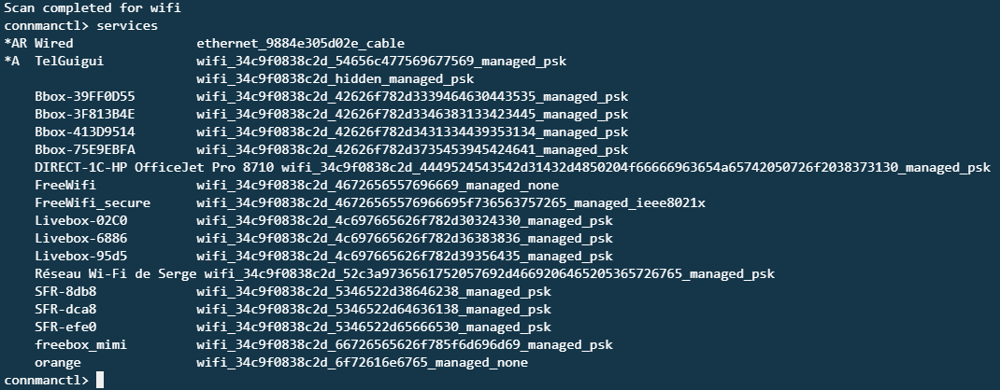 Scan completed for wifi
connmanctl> services
*AR Wired ethernet_9884e305d02e_cable
*A TelGuigui wifi_34c9f0838c2d_54656c477569677569_managed_psk
wifi_34c9f0838c2d_hidden_managed_psk
Bbox-39FF0D55 wifi_34c9f0838c2d_42626f782d3339464630443535_managed_psk
Bbox-3F813B4E wifi_34c9f0838c2d_42626f782d3346383133423445_managed_psk
Bbox-413D9514 wifi_34c9f0838c2d_42626f782d3431334439353134_managed_psk
Bbox-75E9EBFA wifi_34c9f0838c2d_42626f782d3735453945424641_managed_psk
DIRECT-1C-HP OfficeJet Pro 8710 wifi_34c9f0838c2d_4449524543542d31432d4850204f66666963654a65742050726f2038373130_managed_psk
FreeWifi wifi_34c9f0838c2d_4672656557696669_managed_none
FreeWifi_secure wifi_34c9f0838c2d_46726565576966695f736563757265_managed_ieee8021x
Livebox-02C0 wifi_34c9f0838c2d_4c697665626f782d30324330_managed_psk
Livebox-6886 wifi_34c9f0838c2d_4c697665626f782d36383836_managed_psk
Livebox-95d5 wifi_34c9f0838c2d_4c697665626f782d39356435_managed_psk
Réseau Wi-Fi de Serge wifi_34c9f0838c2d_52c3a9736561752057692d4669206465205365726765_managed_psk
SFR-8db8 wifi_34c9f0838c2d_5346522d38646238_managed_psk
SFR-dca8 wifi_34c9f0838c2d_5346522d64636138_managed_psk
SFR-efe0 wifi_34c9f0838c2d_5346522d65666530_managed_psk
freebox_mimi wifi_34c9f0838c2d_66726565626f785f6d696d69_managed_psk
orange wifi_34c9f0838c2d_6f72616e6765_managed_none
connmanctl>